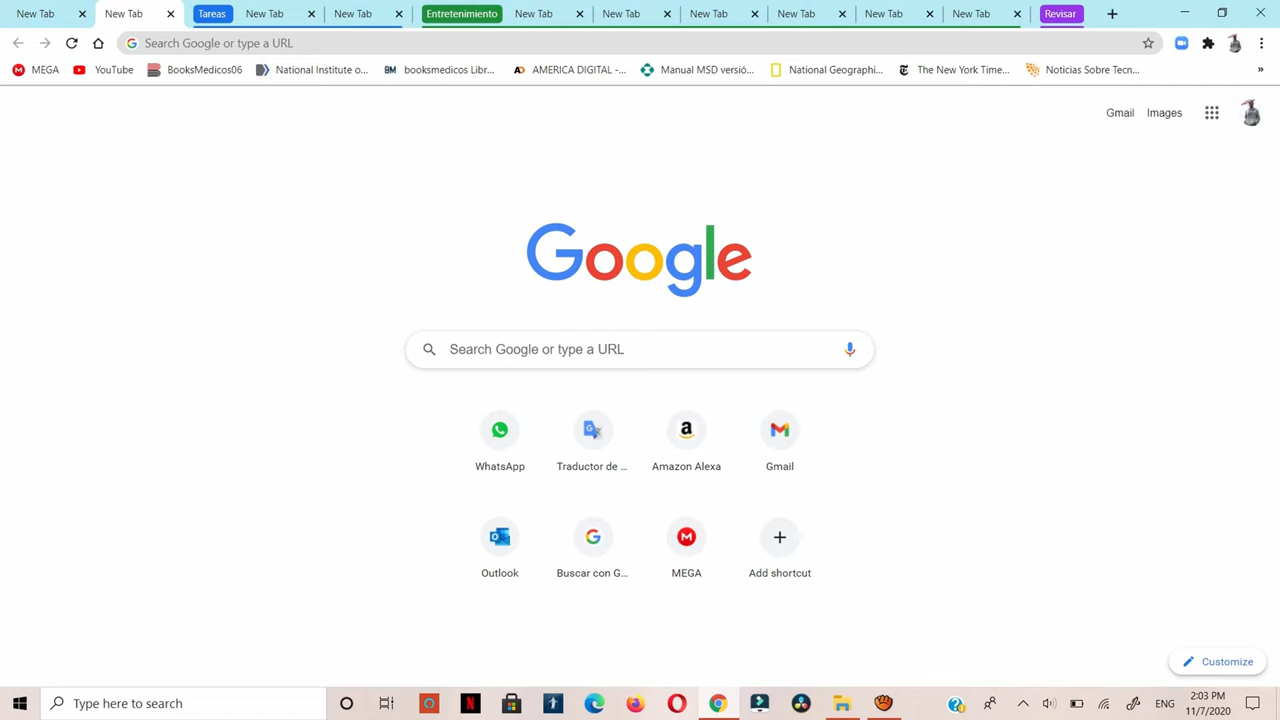 New Tab New Tab Tareas New Tab New Tab Entretenimiento New Tab New Tab New Tab New Tab New Tab New Tab Revisar
Search Google or type a URL
MEGA YouTube BooksMedicos06 National Institute o... booksmedicos Libr... AMERICA DIGITAL -... Manual MSD versió... National Geographi... The New York Time... Noticias Sobre Tecn... »
Gmail Images
Google
Search Google or type a URL
WhatsApp Traductor de ... Amazon Alexa Gmail
Outlook Buscar con G... MEGA Add shortcut
Customize
Type here to search
ENG
2:03 PM
11/7/2020